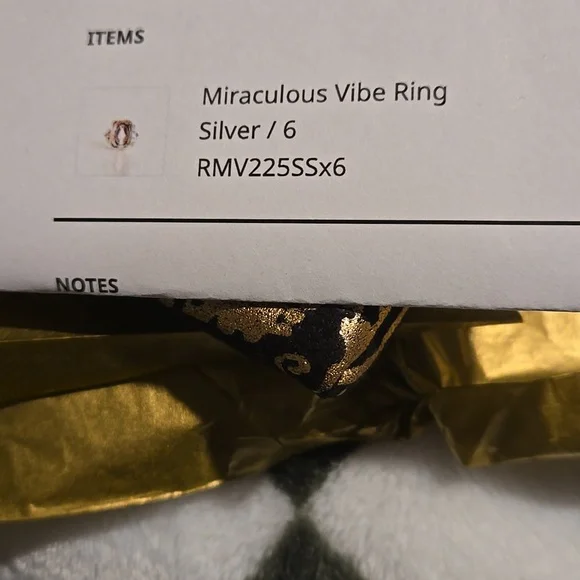 ITEMS
Miraculous Vibe Ring
Silver / 6
RMV225SSx6
NOTES